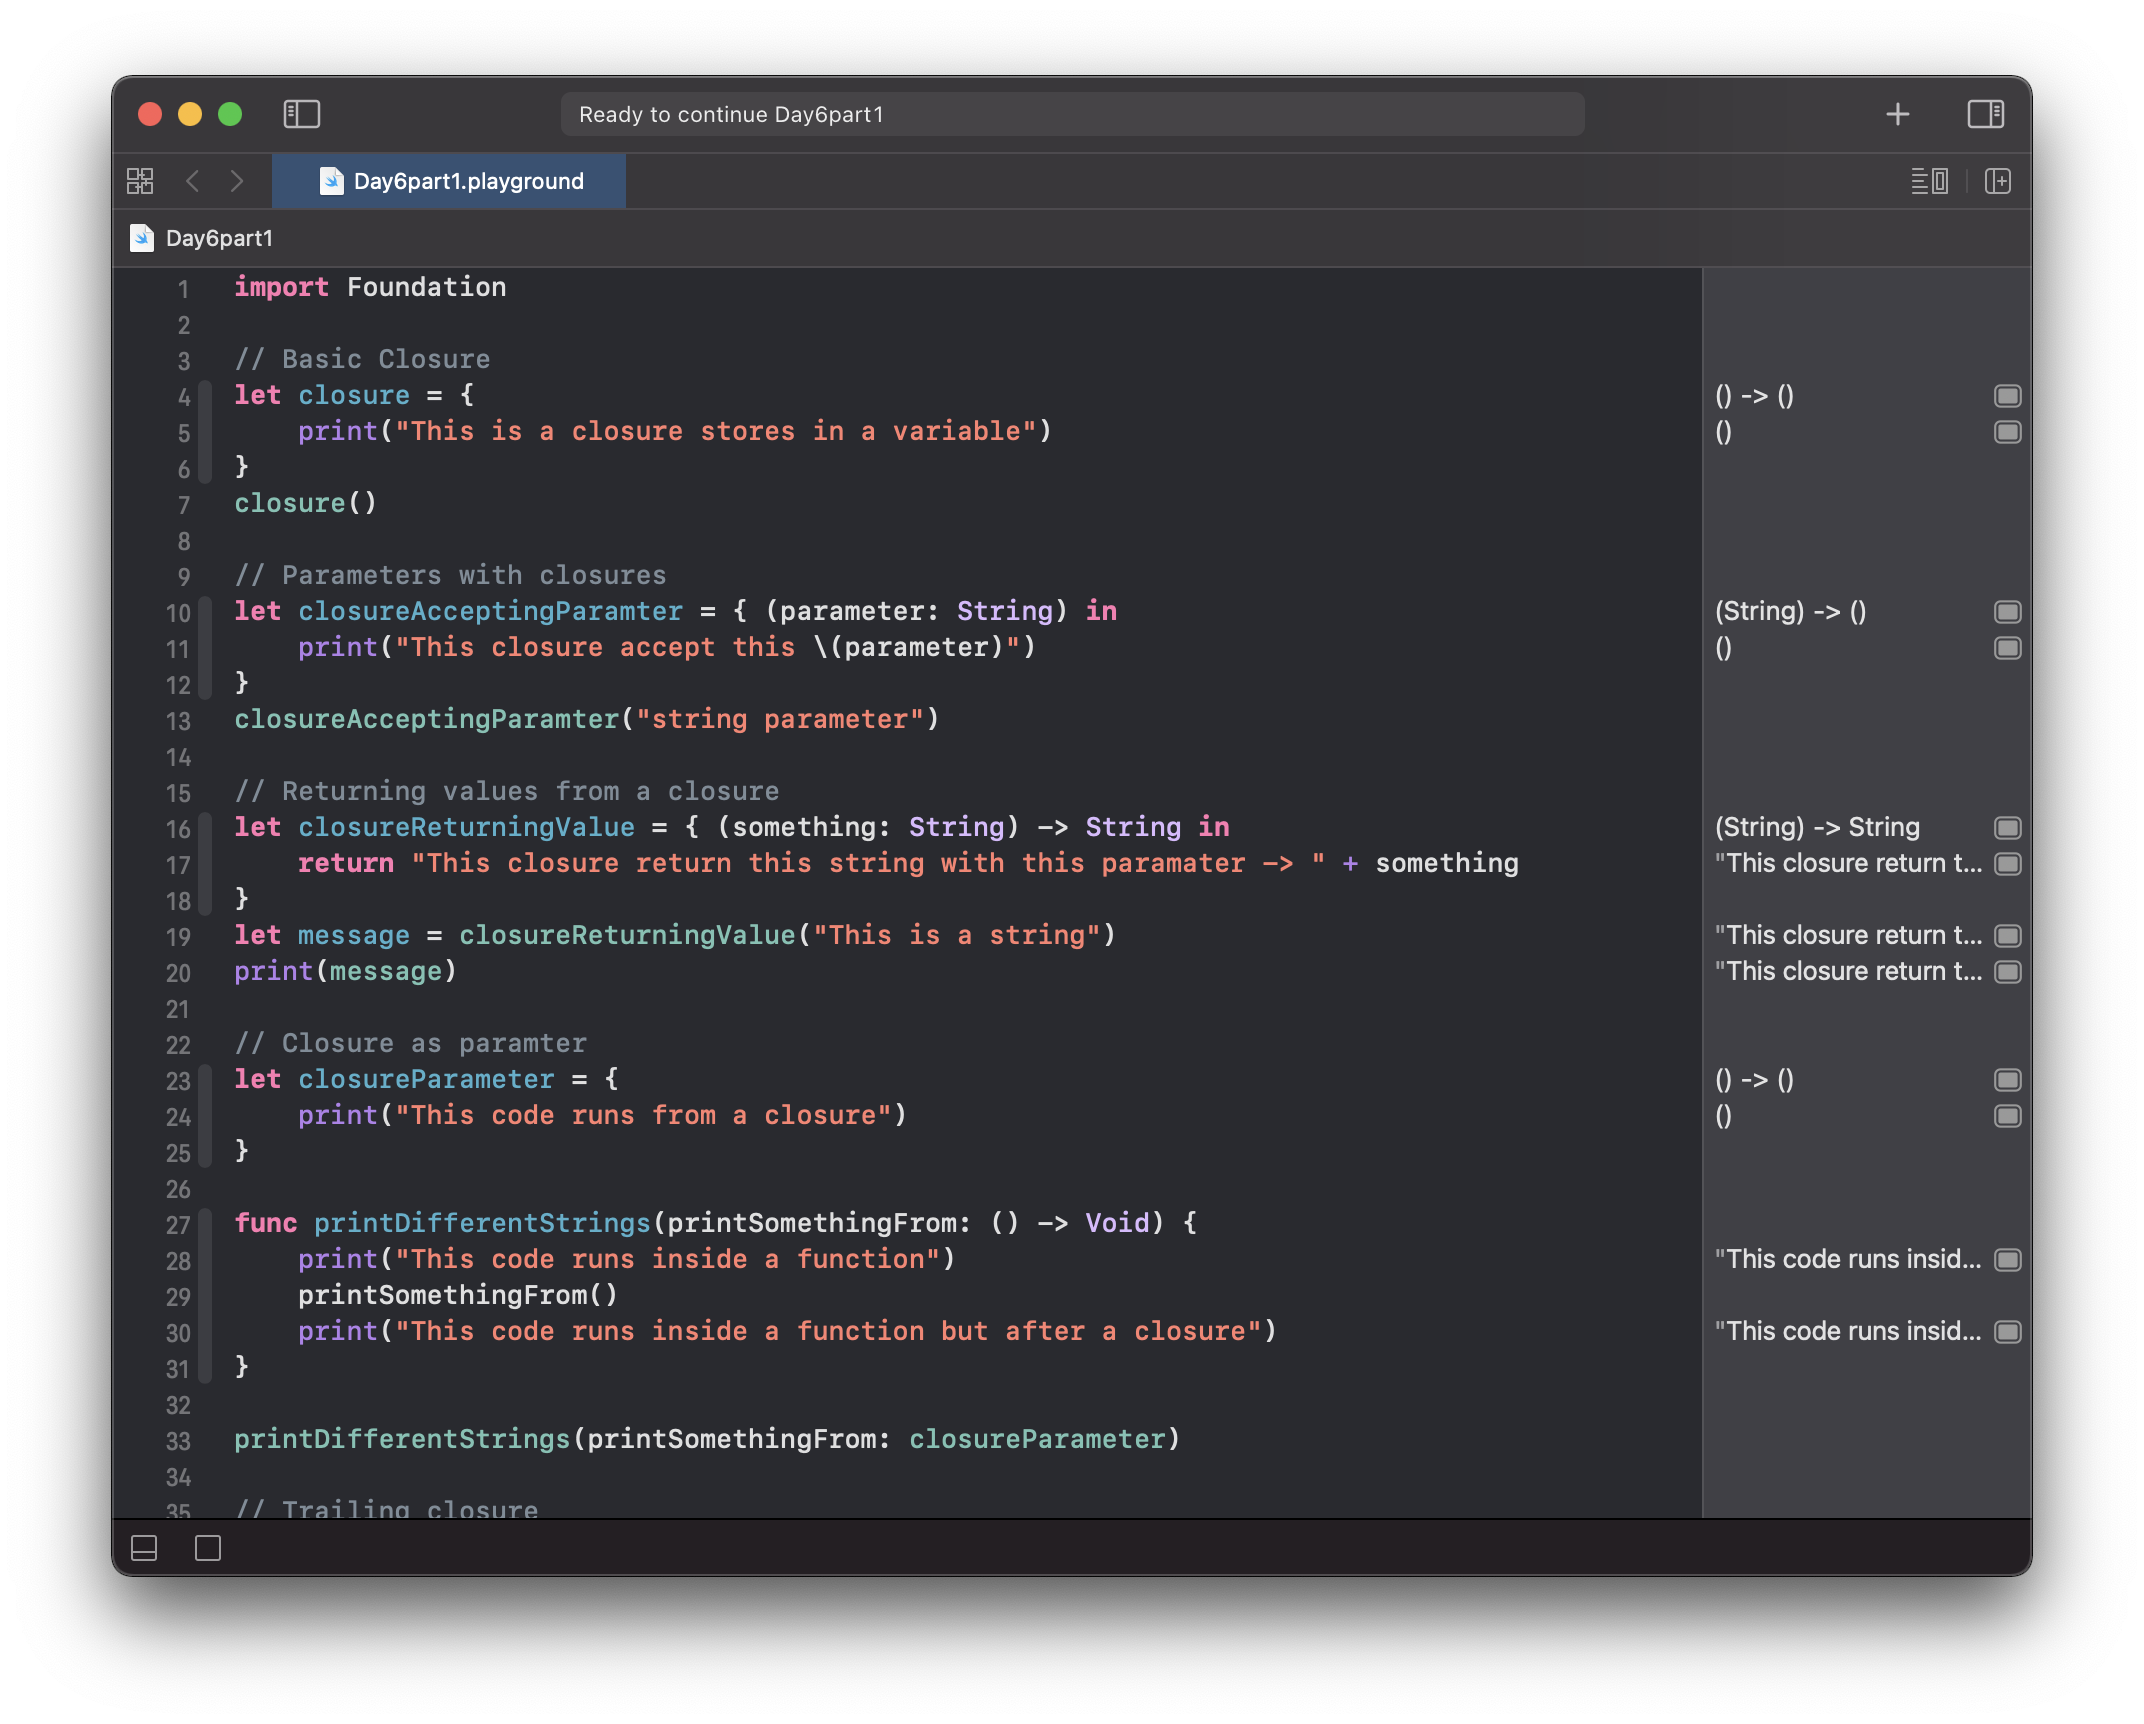 Ready to continue Day6part1
Day6part1.playground
Day6part1
1 import Foundation
2
3 // Basic Closure
4 let closure = { () -> ()
5 print("This is a closure stores in a variable") ()
6 }
7 closure()
8
9 // Parameters with closures
10 let closureAcceptingParamter = { (parameter: String) in (String) -> ()
11 print("This closure accept this \(parameter)") ()
12 }
13 closureAcceptingParamter("string parameter")
14
15 // Returning values from a closure
16 let closureReturningValue = { (something: String) -> String in (String) -> String
17 return "This closure return this string with this paramater -> " + something "This closure return t...
18 }
19 let message = closureReturningValue("This is a string") "This closure return t...
20 print(message) "This closure return t...
21
22 // Closure as paramter
23 let closureParameter = { () -> ()
24 print("This code runs from a closure") ()
25 }
26
27 func printDifferentStrings(printSomethingFrom: () -> Void) {
28 print("This code runs inside a function") "This code runs insid...
29 printSomethingFrom()
30 print("This code runs inside a function but after a closure") "This code runs insid...
31 }
32
33 printDifferentStrings(printSomethingFrom: closureParameter)
34
35 // Trailing closure